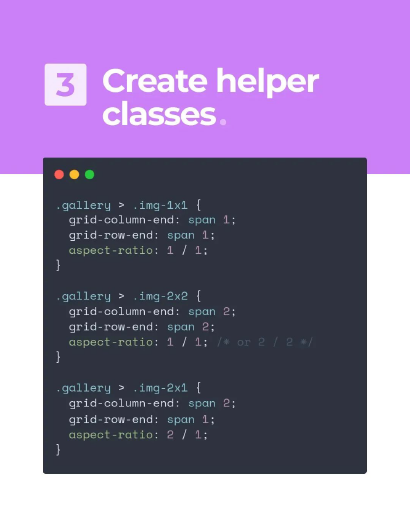 3
Create helper
classes.
.gallery > .img-1x1 {
  grid-column-end: span 1;
  grid-row-end: span 1;
  aspect-ratio: 1 / 1;
}
.gallery > .img-2x2 {
  grid-column-end: span 2;
  grid-row-end: span 2;
  aspect-ratio: 1 / 1; /* or 2 / 2 */
}
.gallery > .img-2x1 {
  grid-column-end: span 2;
  grid-row-end: span 1;
  aspect-ratio: 2 / 1;
}